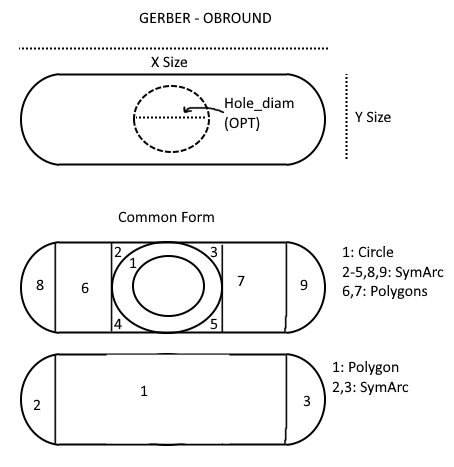 GERBER - OBROUND
X Size
Hole_diam
(OPT)
Y Size
Common Form
2
3
1
8
6
7
9
4
5
1: Circle
2-5,8,9: SymArc
6,7: Polygons
2
1
3
1: Polygon
2,3: SymArc